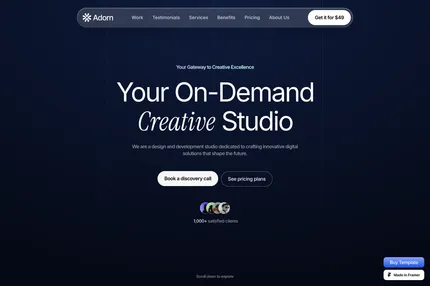 Adorn
Work Testimonials Services Benefits Pricing About Us
Get it for $49
Your Gateway to Creative Excellence
Your On-Demand
Creative Studio
We are a design and development studio dedicated to crafting innovative digital
solutions that shape the future.
Book a discovery call
See pricing plans
1,000+ satisfied clients
Scroll down to explore
Buy Template
Made in Framer